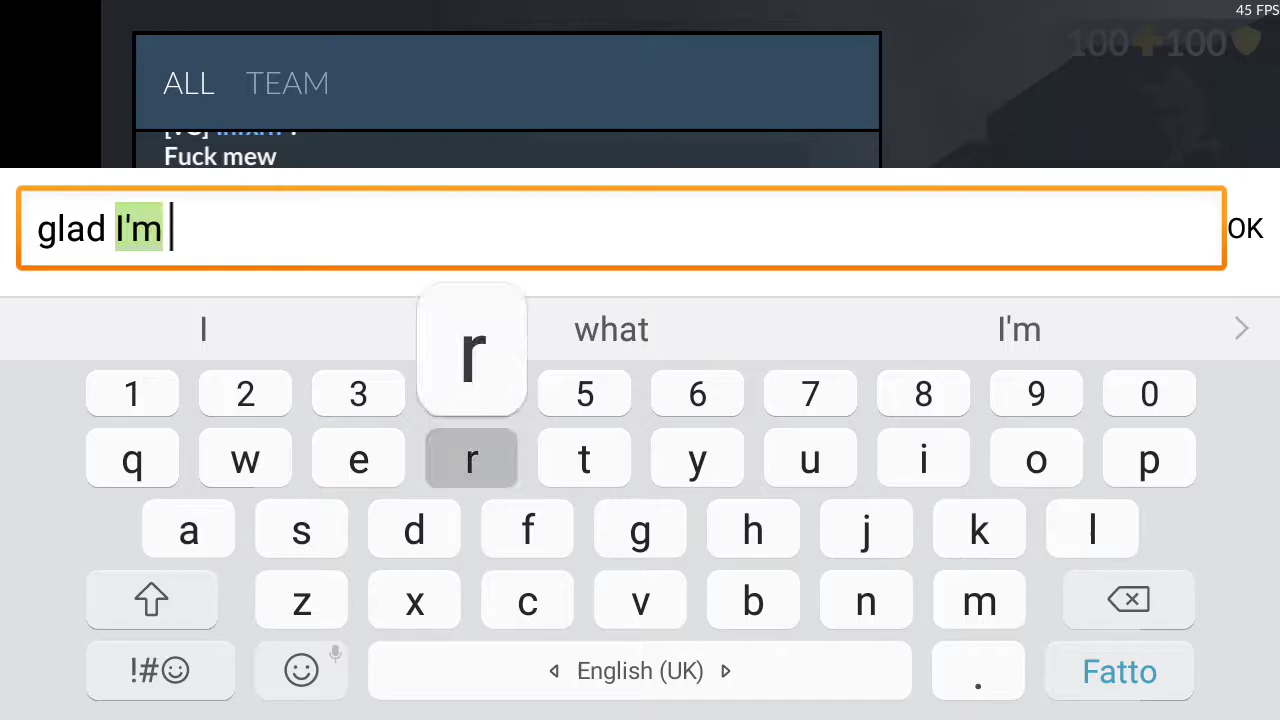 45 FPS
100 100
ALL TEAM
Fuck mew
glad I'm
OK
I what I'm
r
1 2 3 5 6 7 8 9 0
q w e r t y u i o p
a s d f g h j k l
z x c v b n m
!#☺ English (UK) . Fatto